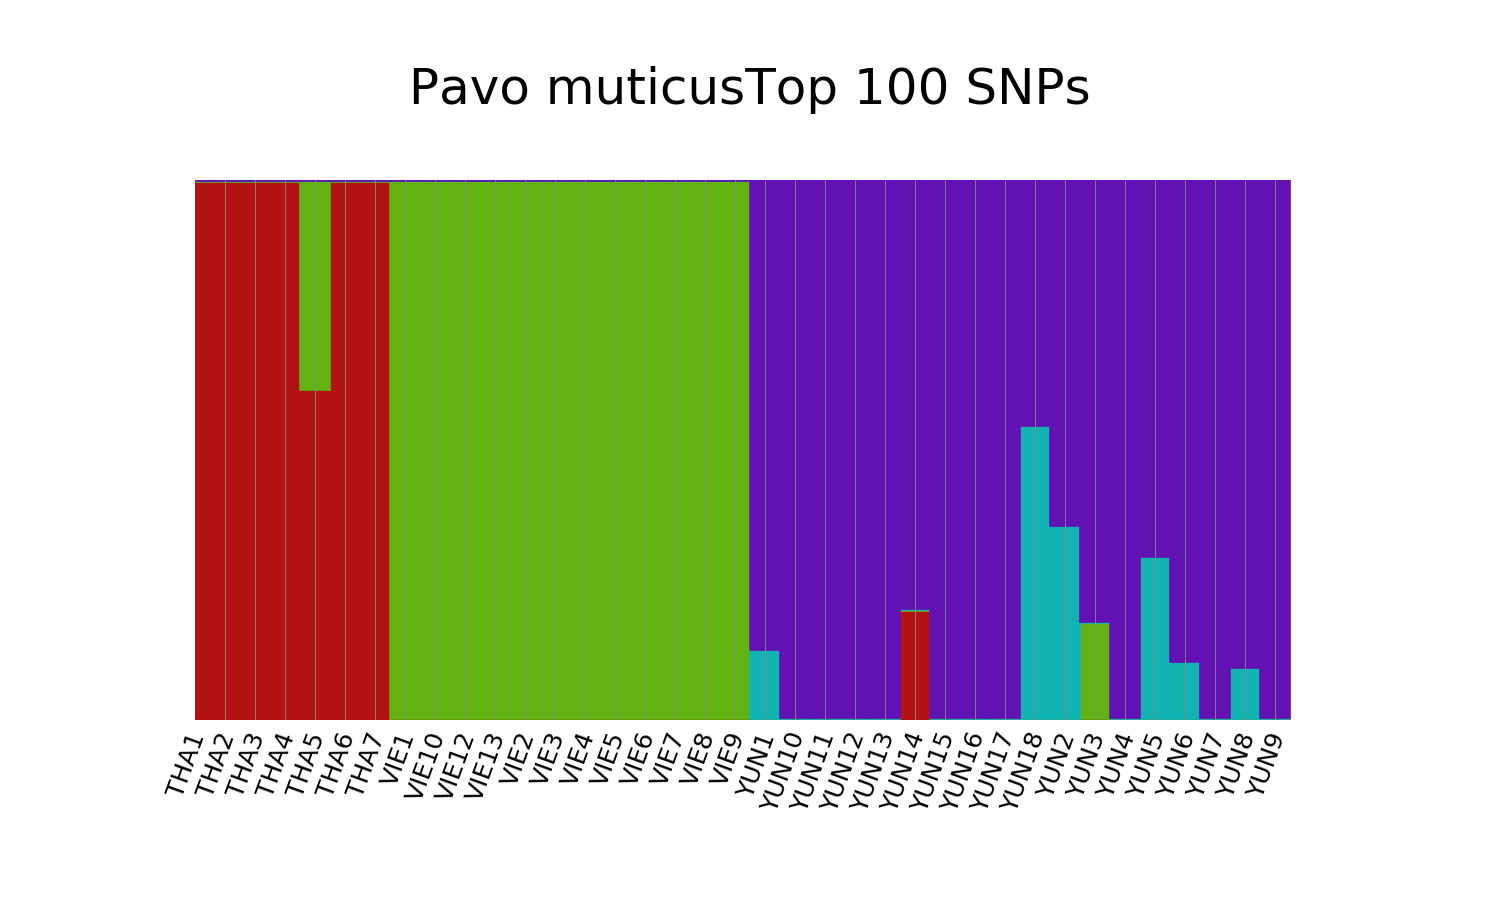 Pavo muticusTop 100 SNPs
THA1
THA2
THA3
THA4
THA5
THA6
THA7
VIE1
VIE10
VIE12
VIE13
VIE2
VIE3
VIE4
VIE5
VIE6
VIE7
VIE8
VIE9
YUN1
YUN10
YUN11
YUN12
YUN13
YUN14
YUN15
YUN16
YUN17
YUN18
YUN2
YUN3
YUN4
YUN5
YUN6
YUN7
YUN8
YUN9